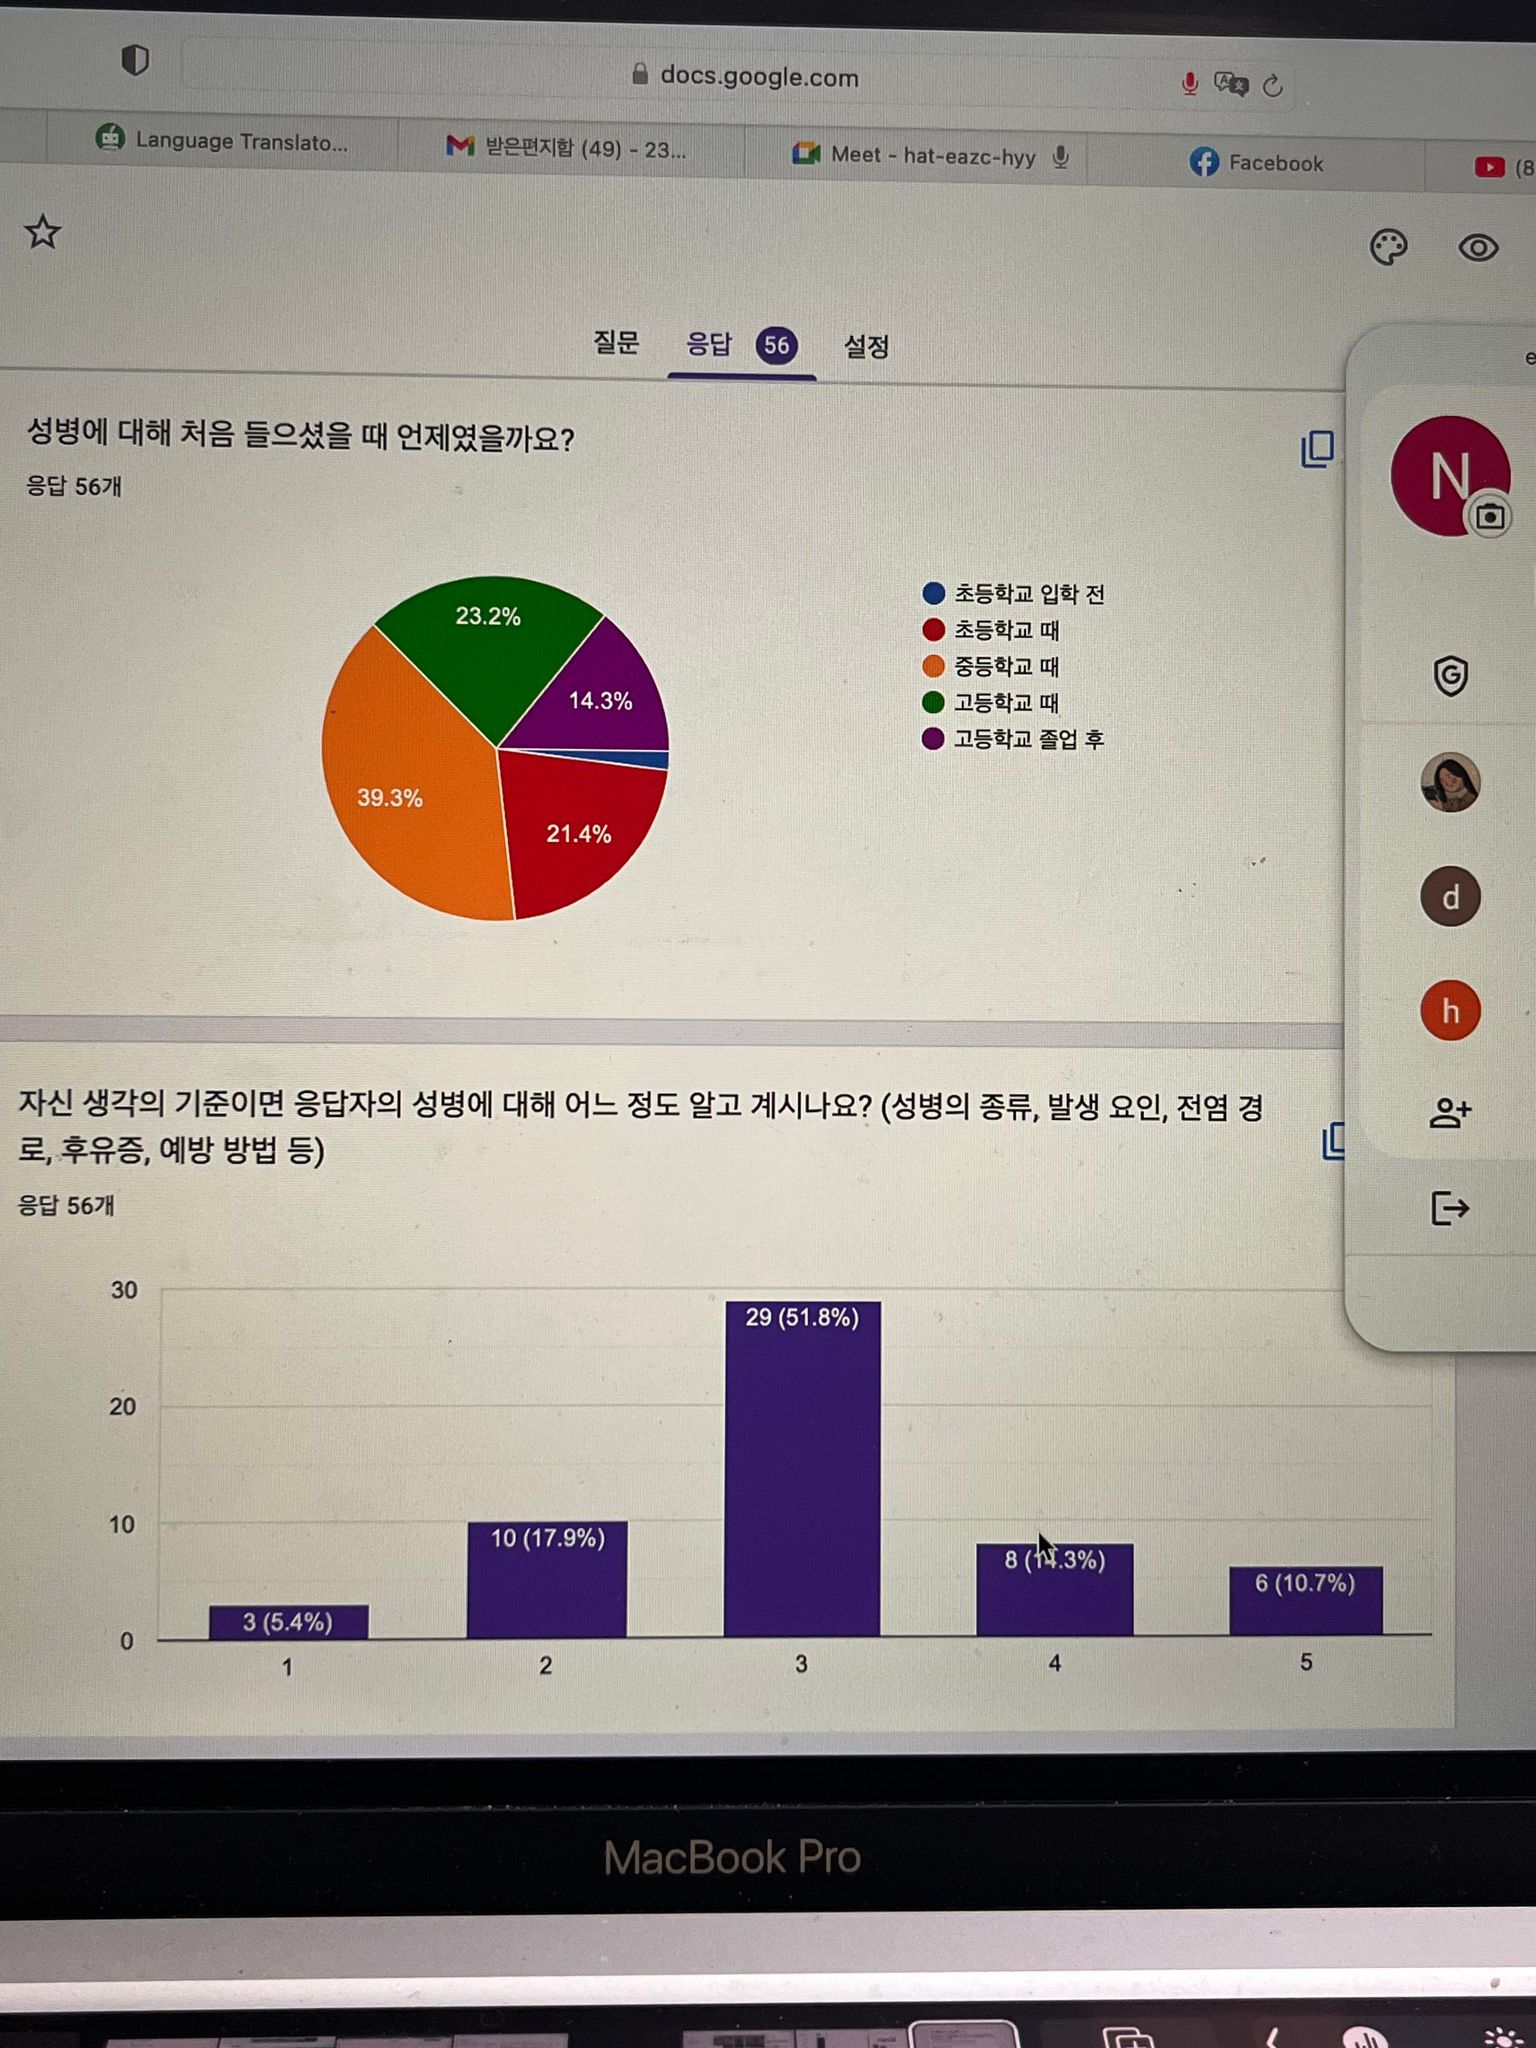 docs.google.com
Language Translato...
받은편지함 (49) - 23...
Meet - hat-eazc-hyy
Facebook
(8
질문
응답 56
설정
성병에 대해 처음 들으셨을 때 언제였을까요?
응답 56개
23.2%
14.3%
39.3%
21.4%
초등학교 입학 전
초등학교 때
중등학교 때
고등학교 때
고등학교 졸업 후
e
N
G
d
h
자신 생각의 기준이면 응답자의 성병에 대해 어느 정도 알고 계시나요? (성병의 종류, 발생 요인, 전염 경
로, 후유증, 예방 방법 등)
응답 56개
30
20
10
0
3 (5.4%)
10 (17.9%)
29 (51.8%)
8 (14.3%)
6 (10.7%)
1
2
3
4
5
MacBook Pro